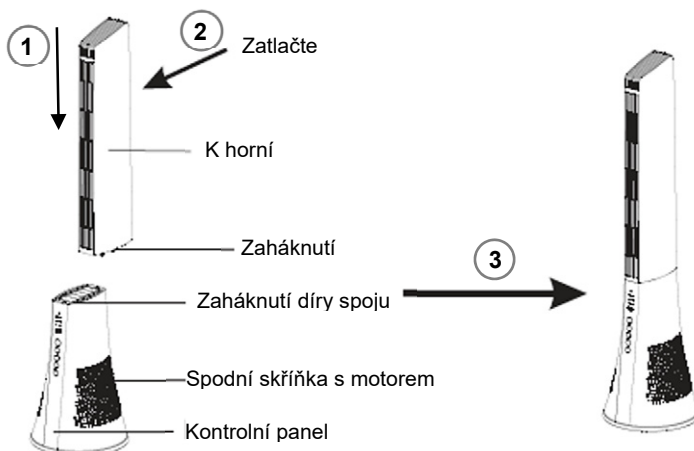 1
2
Zatlačte
K horní
Zaháknutí
3
Zaháknutí díry spoju
Spodní skříňka s motorem
Kontrolní panel